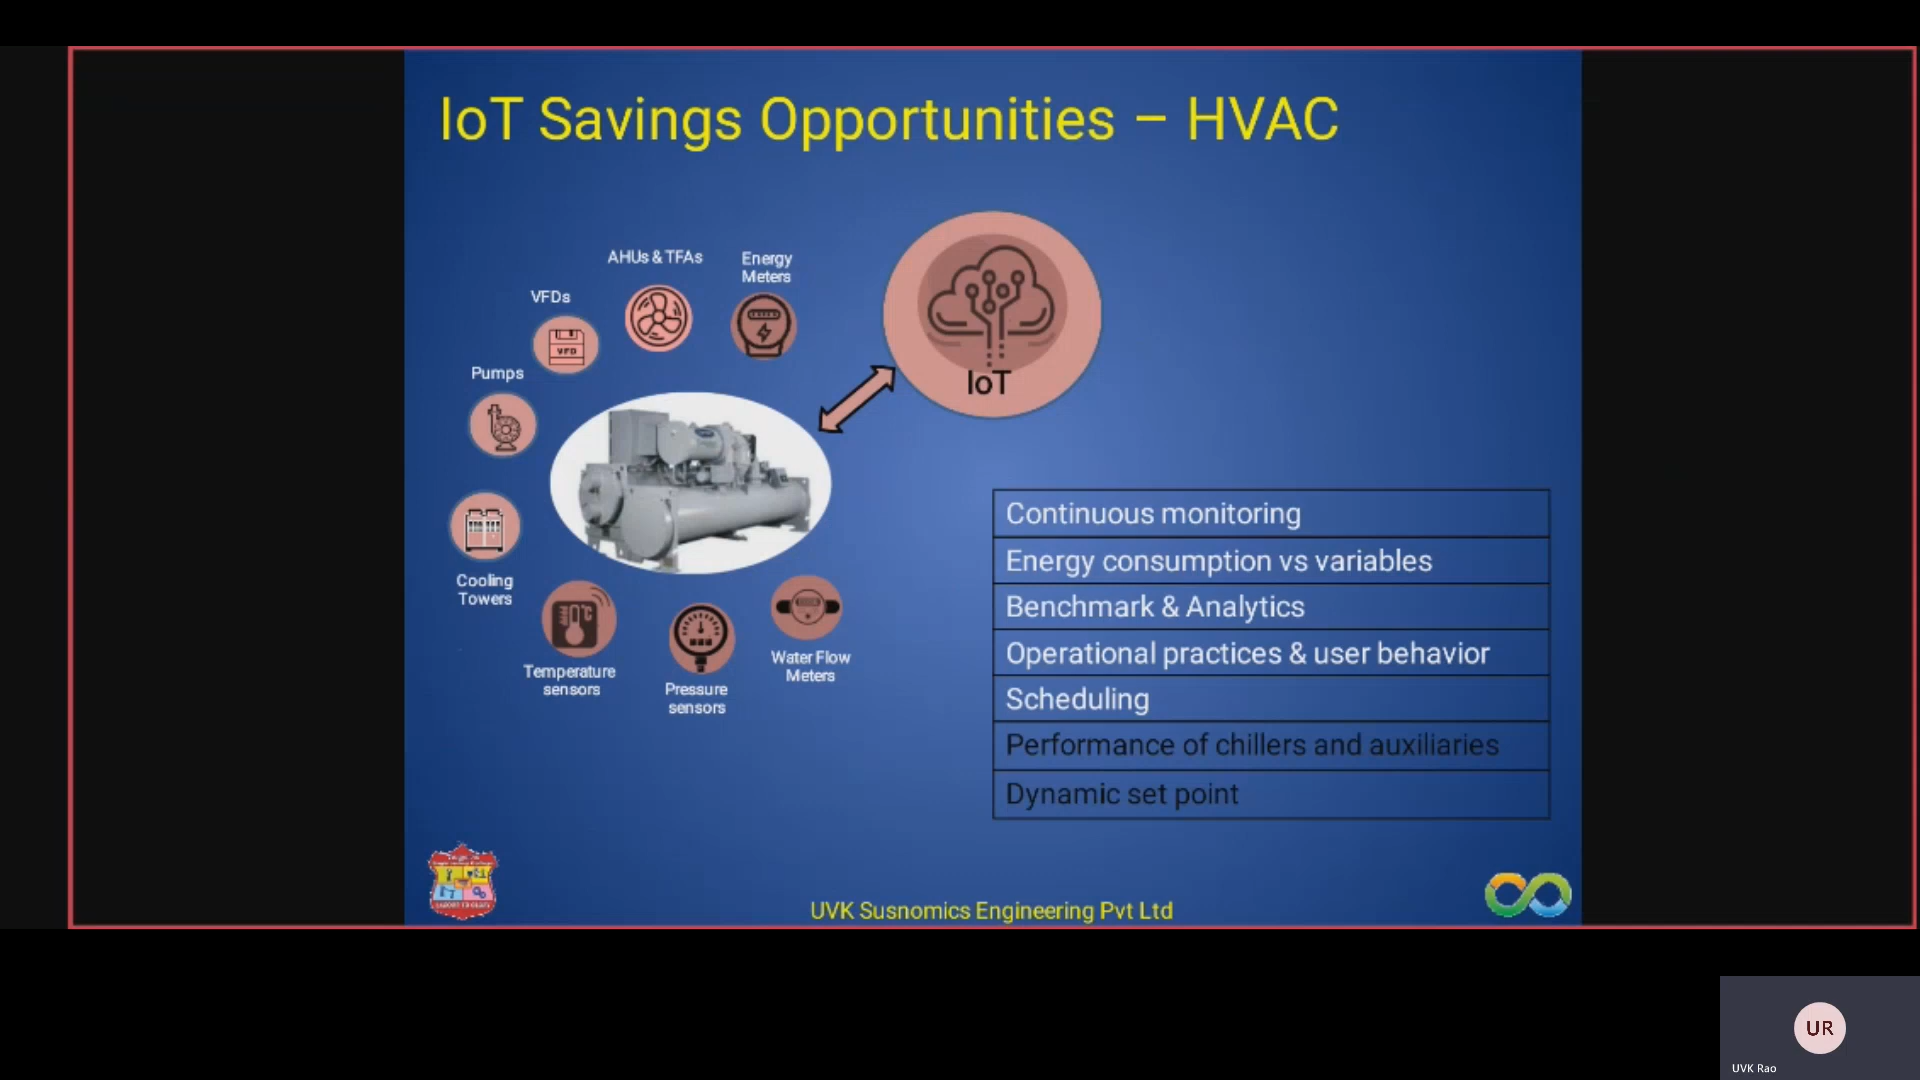 IoT Savings Opportunities – HVAC
AHUs & TFAs
Energy
Meters
VFDs
VFD
Pumps
IoT
Cooling
Towers
Temperature
sensors
Pressure
sensors
Water Flow
Meters
Continuous monitoring
Energy consumption vs variables
Benchmark & Analytics
Operational practices & user behavior
Scheduling
Performance of chillers and auxiliaries
Dynamic set point
UVK Susnomics Engineering Pvt Ltd
UR
UVK Rao